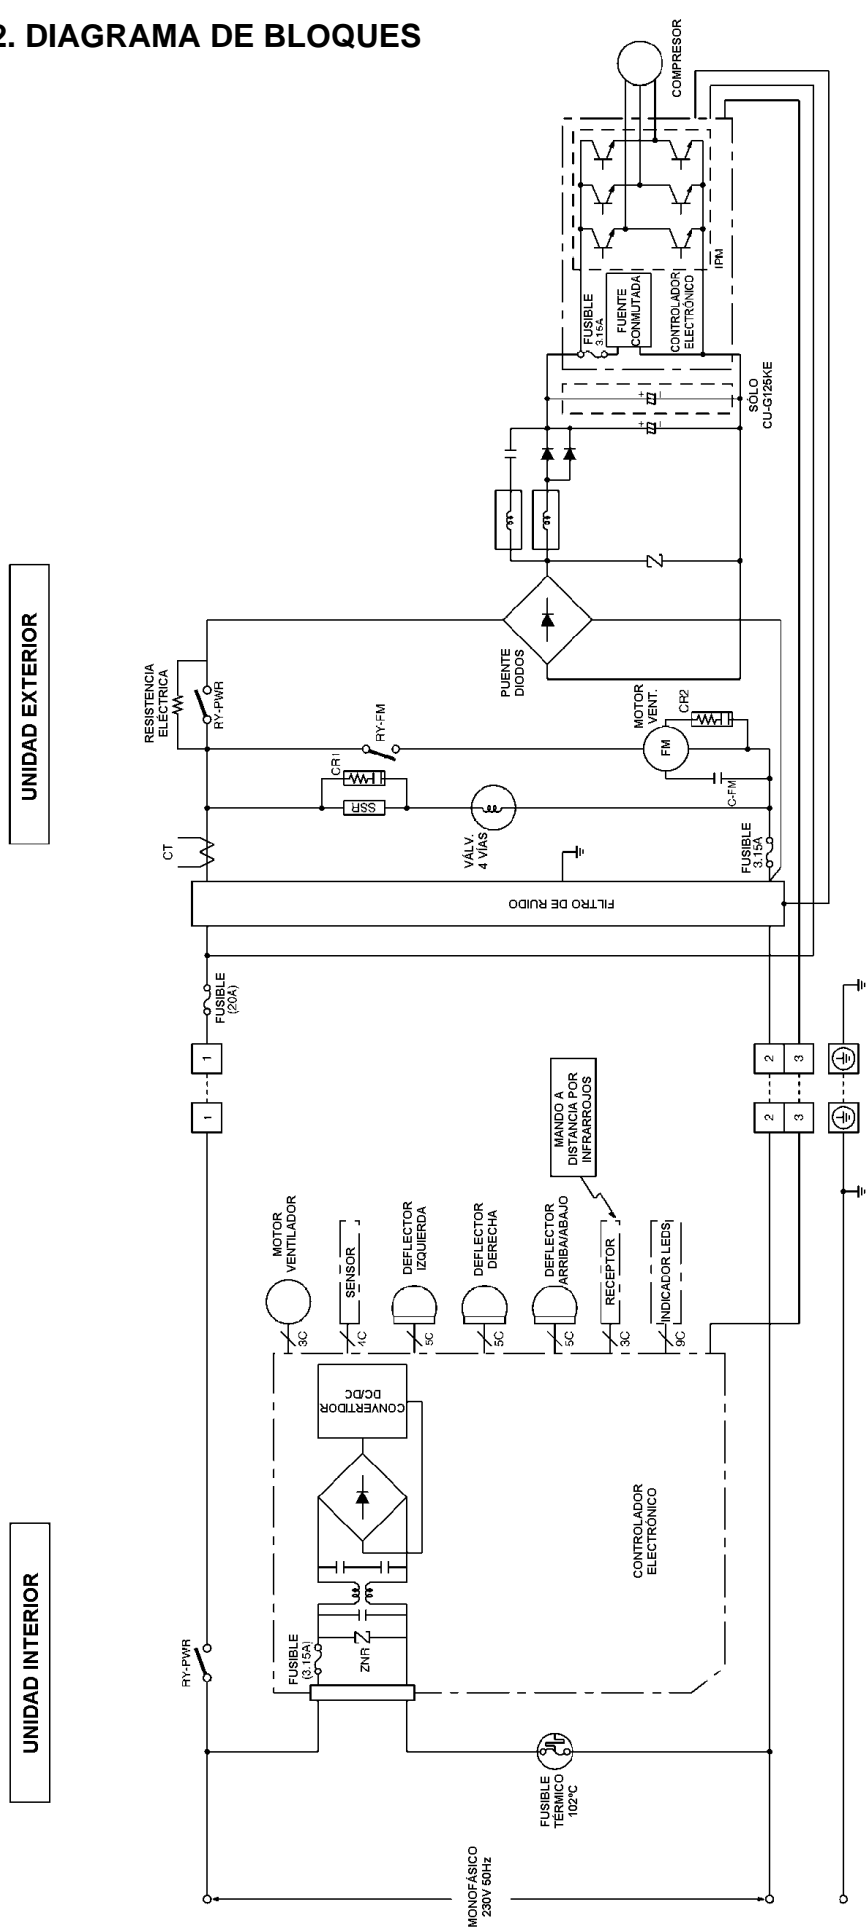 2. DIAGRAMA DE BLOQUES
UNIDAD INTERIOR
UNIDAD EXTERIOR
MONOFÁSICO
230V 50Hz
RY-PWR
FUSIBLE
TÉRMICO
102ºC
FUSIBLE
(3.15A)
ZNR
CONVERTIDOR
DC/DC
CONTROLADOR
ELECTRÓNICO
MOTOR
VENTILADOR
3C
SENSOR
4C
DEFLECTOR
IZQUIERDA
5C
DEFLECTOR
DERECHA
5C
DEFLECTOR
ARRIBA/ABAJO
5C
RECEPTOR
3C
INDICADOR LEDS
9C
MANDO A
DISTANCIA POR
INFRARROJOS
1
1
2
2
3
3
FUSIBLE
(20A)
FILTRO DE RUIDO
CT
FUSIBLE
3.15A
VÁLV.
4 VÍAS
SSR
CR1
RY-FM
C-FM
FM
MOTOR
VENT.
CR2
RESISTENCIA
ELÉCTRICA
RY-PWR
PUENTE
DIODOS
+
+
SÓLO
CU-G125KE
FUSIBLE
3.15A
FUENTE
CONMUTADA
CONTROLADOR
ELECTRÓNICO
IPM
COMPRESOR